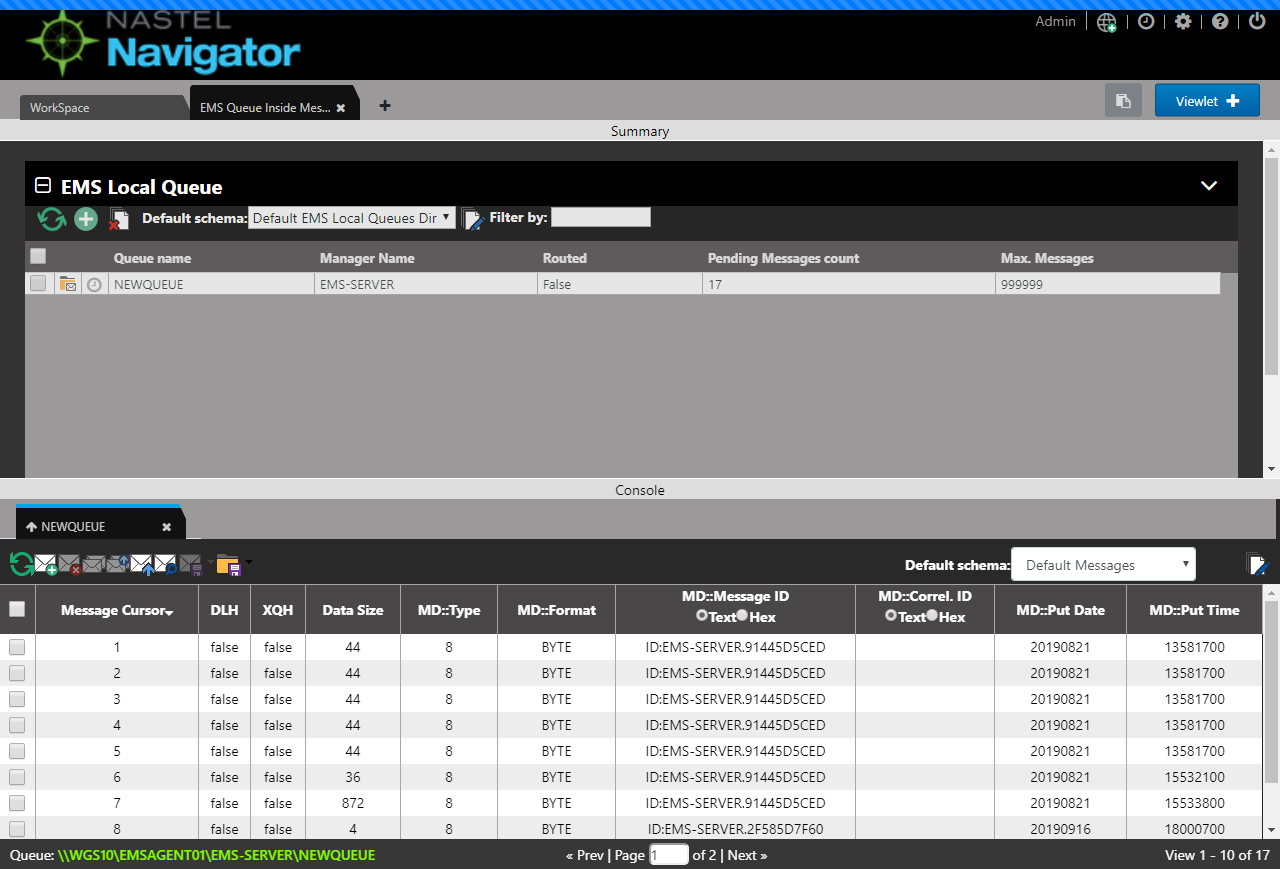 NASTEL
Navigator
Admin
WorkSpace
EMS Queue Inside Mes...
Viewlet
Summary
EMS Local Queue
Default schema: Default EMS Local Queues Dir Filter by:
Queue name Manager Name Routed Pending Messages count Max. Messages
NEWQUEUE EMS-SERVER False 17 999999
Console
NEWQUEUE
Default schema: Default Messages
Message Cursor DLH XQH Data Size MD::Type MD::Format MD::Message ID Text Hex MD::Correl. ID Text Hex MD::Put Date MD::Put Time
1 false false 44 8 BYTE ID:EMS-SERVER.91445D5CED 20190821 13581700
2 false false 44 8 BYTE ID:EMS-SERVER.91445D5CED 20190821 13581700
3 false false 44 8 BYTE ID:EMS-SERVER.91445D5CED 20190821 13581700
4 false false 44 8 BYTE ID:EMS-SERVER.91445D5CED 20190821 13581700
5 false false 44 8 BYTE ID:EMS-SERVER.91445D5CED 20190821 13581700
6 false false 36 8 BYTE ID:EMS-SERVER.91445D5CED 20190821 15532100
7 false false 872 8 BYTE ID:EMS-SERVER.91445D5CED 20190821 15533800
8 false false 4 8 BYTE ID:EMS-SERVER.2F585D7F60 20190916 18000700
Queue: \\WGS10\EMSAGENT01\EMS-SERVER\NEWQUEUE « Prev | Page 1 of 2 | Next » View 1 - 10 of 17